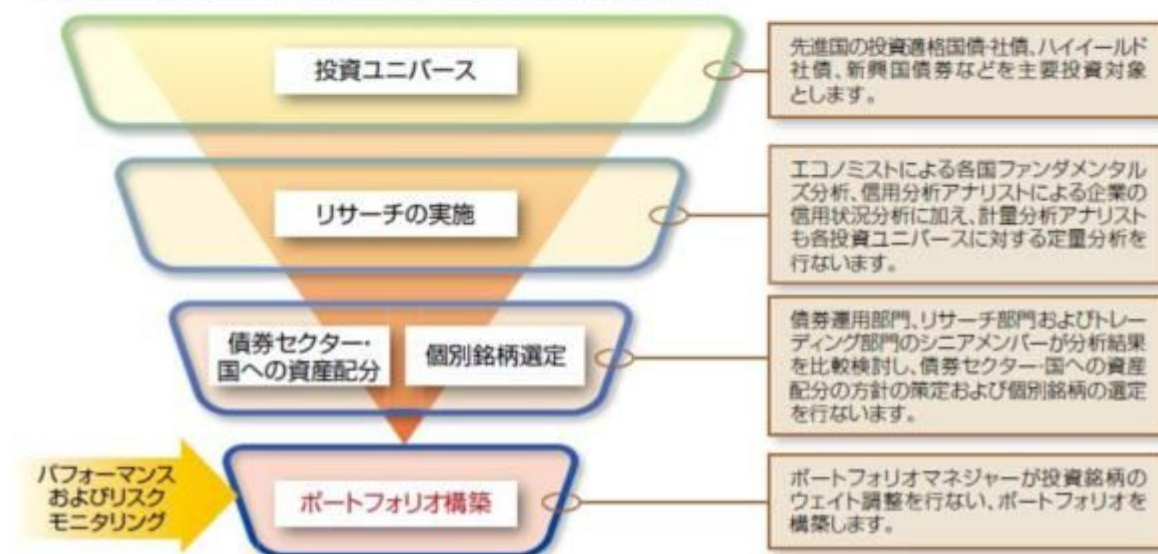 投資ユニバース
先進国の投資適格国債・社債、ハイイールド
社債、新興国債券などを主要投資対象
とします。
リサーチの実施
エコノミストによる各国ファンダメンタル
ズ分析、信用分析アナリストによる企業の
信用状況分析に加え、計量分析アナリスト
も各投資ユニバースに対する定量分析を
行ないます。
債券セクター・
国への資産配分
個別銘柄選定
債券運用部門、リサーチ部門およびトレー
ディング部門のシニアメンバーが分析結果
を比較検討し、債券セクター・国への資産
配分の方針の策定および個別銘柄の選定
を行ないます。
パフォーマンス
およびリスク
モニタリング
ポートフォリオ構築
ポートフォリオマネジャーが投資銘柄の
ウェイト調整を行ない、ポートフォリオを
構築します。